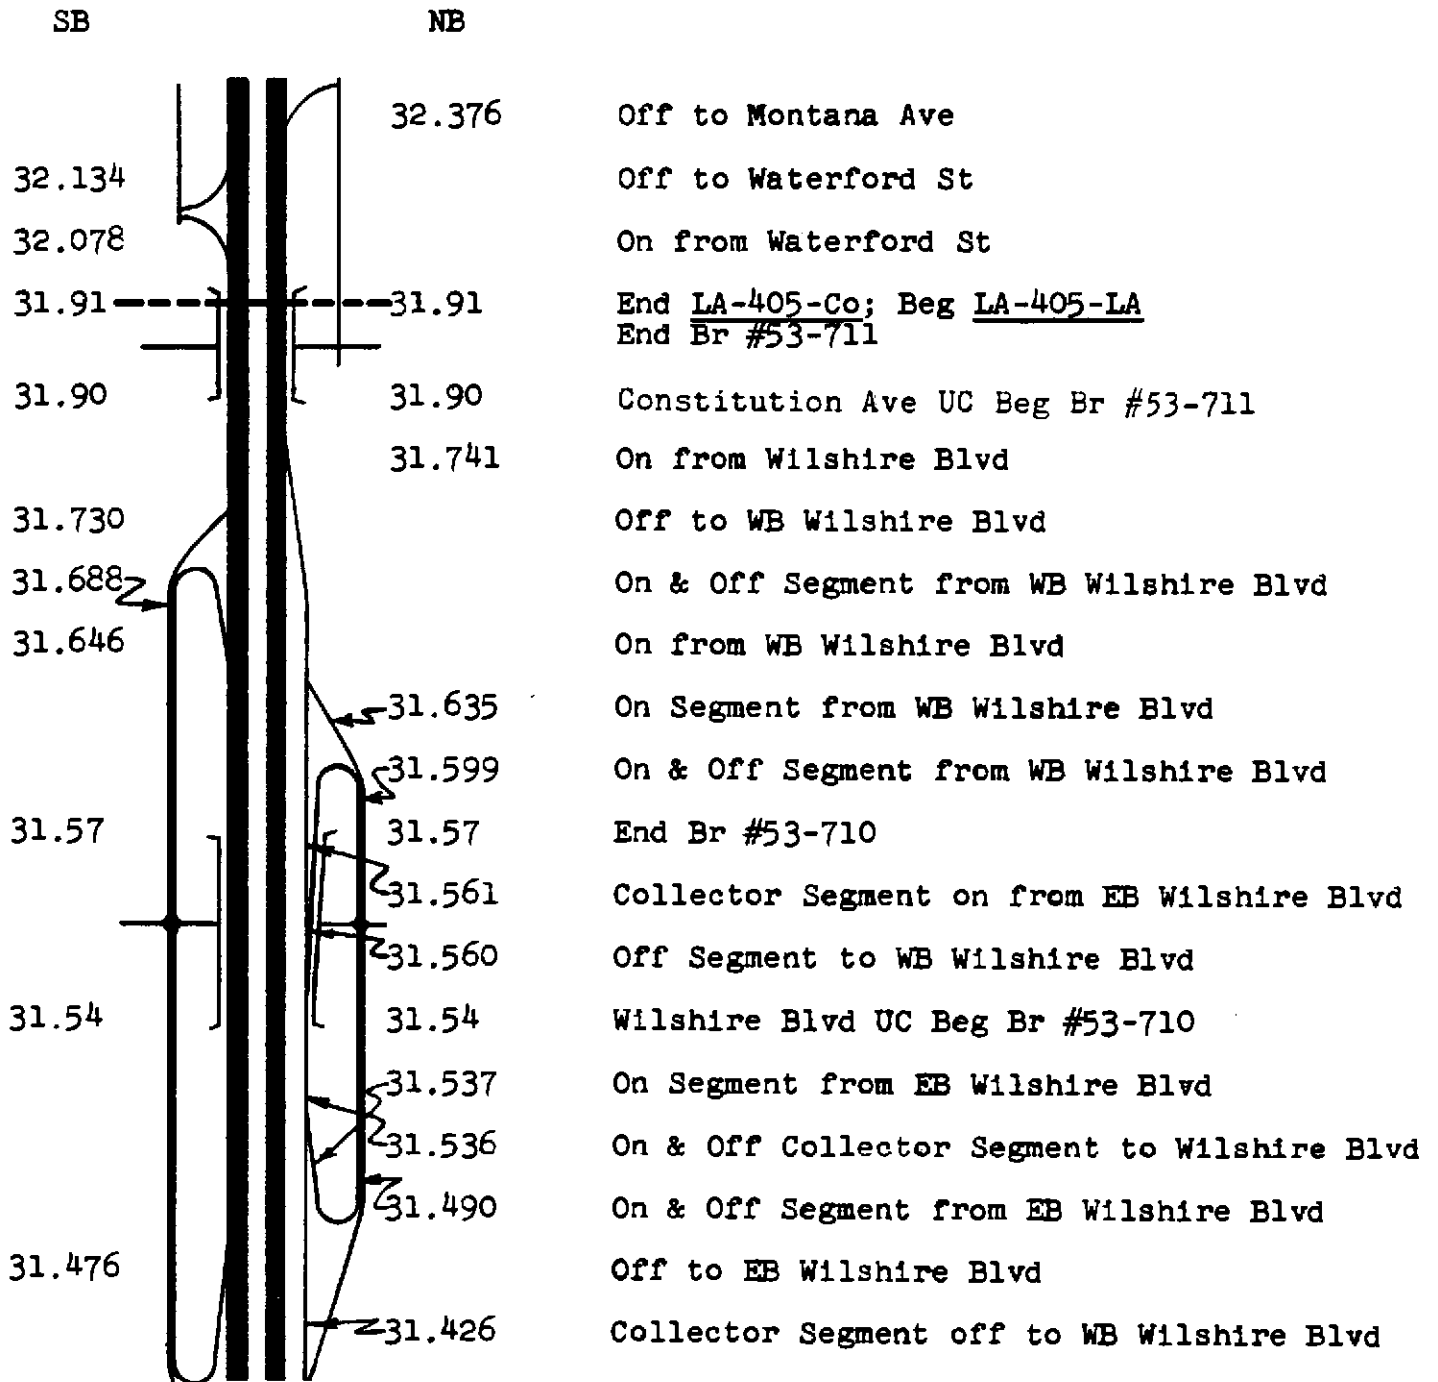 SB NB
32.376 Off to Montana Ave
32.134 Off to Waterford St
32.078 On from Waterford St
31.91 31.91 End LA-405-Co; Beg LA-405-LA
End Br #53-711
31.90 31.90 Constitution Ave UC Beg Br #53-711
31.741 On from Wilshire Blvd
31.730 Off to WB Wilshire Blvd
31.688 On & Off Segment from WB Wilshire Blvd
31.646 On from WB Wilshire Blvd
31.635 On Segment from WB Wilshire Blvd
31.599 On & Off Segment from WB Wilshire Blvd
31.57 31.57 End Br #53-710
31.561 Collector Segment on from EB Wilshire Blvd
31.560 Off Segment to WB Wilshire Blvd
31.54 31.54 Wilshire Blvd UC Beg Br #53-710
31.537 On Segment from EB Wilshire Blvd
31.536 On & Off Collector Segment to Wilshire Blvd
31.490 On & Off Segment from EB Wilshire Blvd
31.476 Off to EB Wilshire Blvd
31.426 Collector Segment off to WB Wilshire Blvd